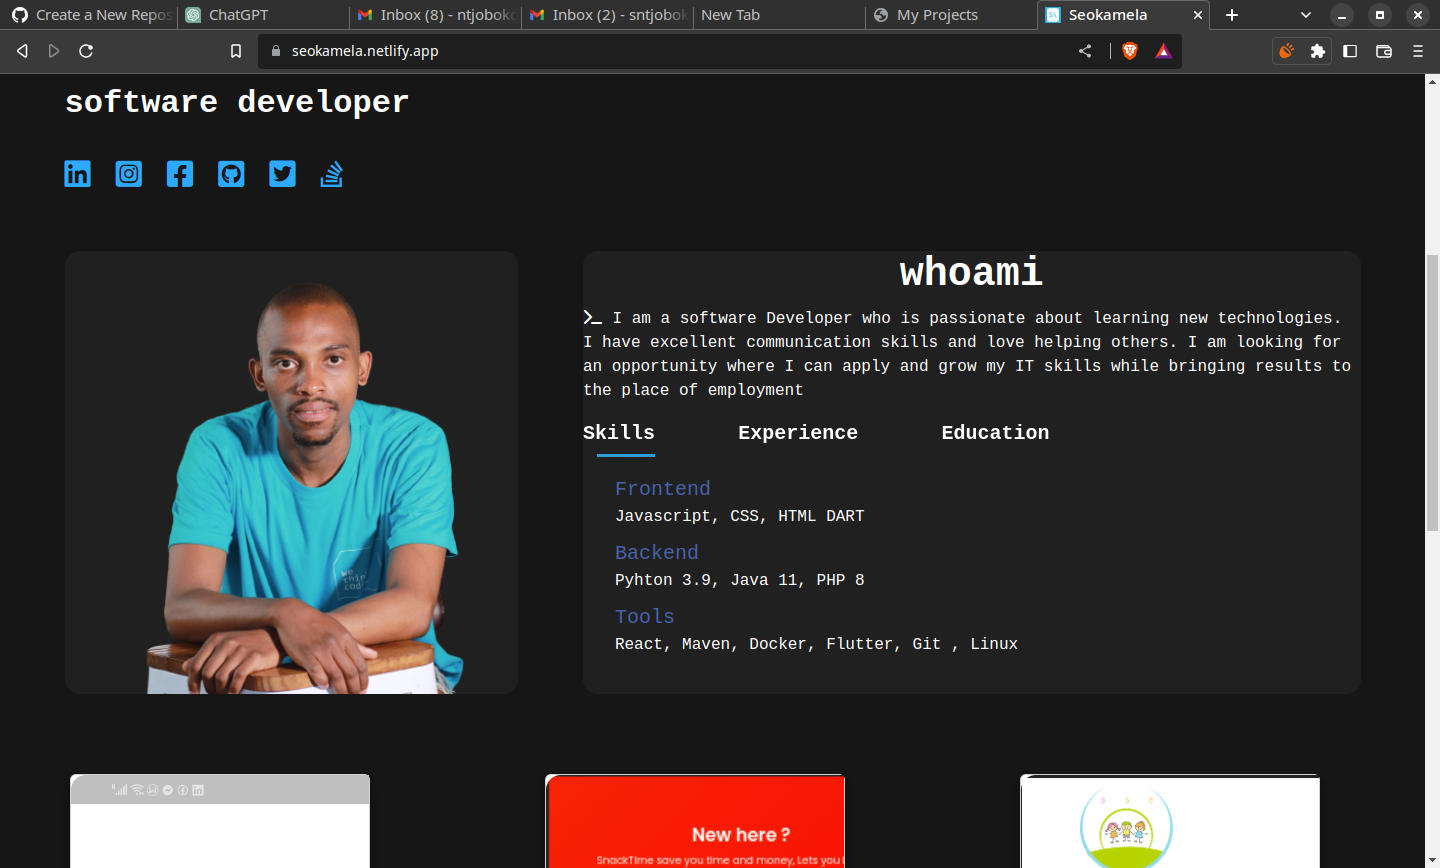 Create a New Repos
ChatGPT
Inbox (8) - ntjoboko
Inbox (2) - sntjobok
New Tab
My Projects
Seokamela
seokamela.netlify.app
software developer
whoami
>_ I am a software Developer who is passionate about learning new technologies.
I have excellent communication skills and love helping others. I am looking for
an opportunity where I can apply and grow my IT skills while bringing results to
the place of employment
Skills Experience Education
Frontend
Javascript, CSS, HTML DART
Backend
Pyhton 3.9, Java 11, PHP 8
Tools
React, Maven, Docker, Flutter, Git , Linux
we
thin
code
New here ?
SnackTime save you time and money, Lets you
B S C